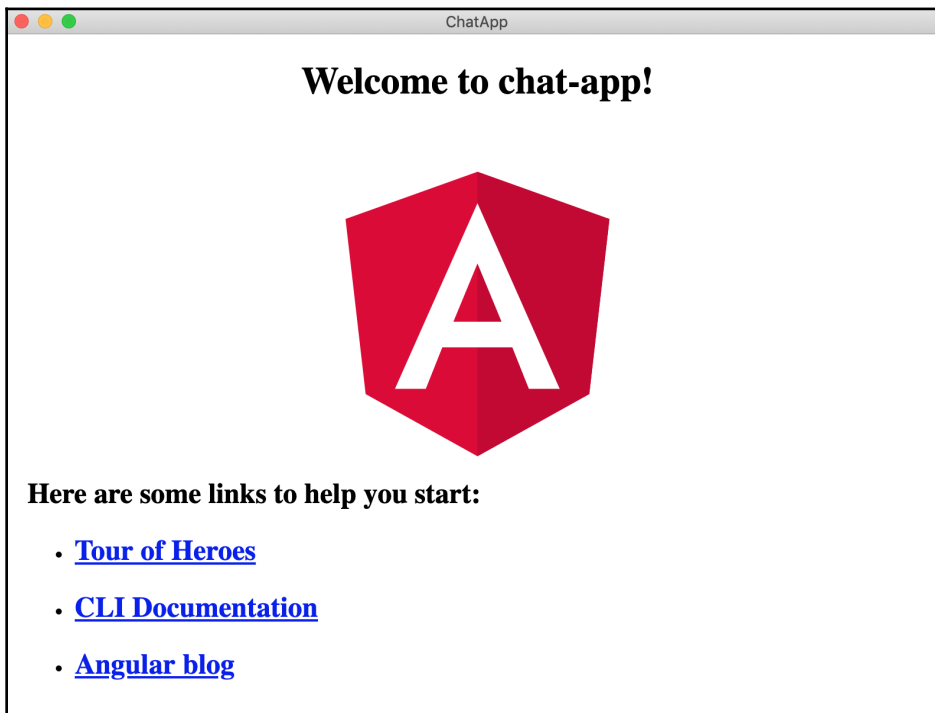 ChatApp
Welcome to chat-app!
A
Here are some links to help you start:
Tour of Heroes
CLI Documentation
Angular blog